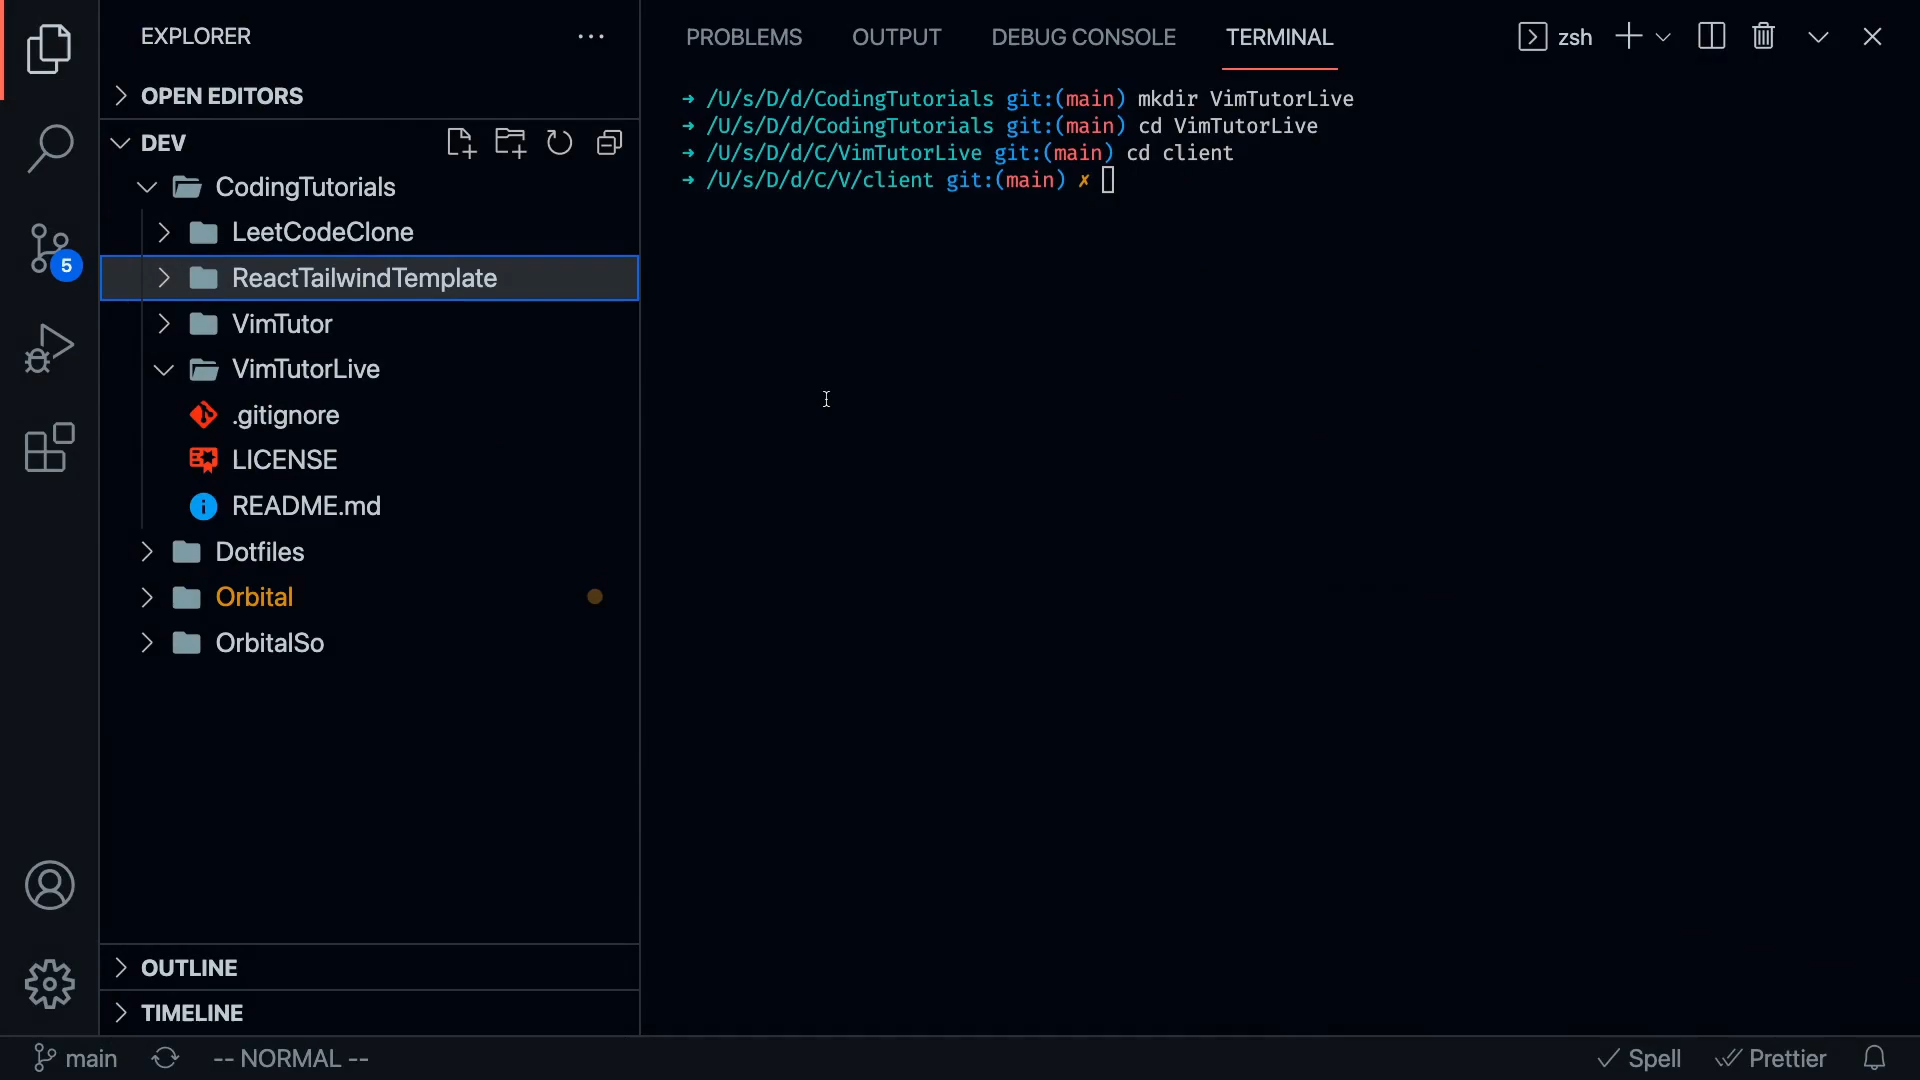 EXPLORER
OPEN EDITORS
DEV
CodingTutorials
LeetCodeClone
ReactTailwindTemplate
VimTutor
VimTutorLive
.gitignore
LICENSE
README.md
Dotfiles
Orbital
OrbitalSo
OUTLINE
TIMELINE
5
PROBLEMS OUTPUT DEBUG CONSOLE TERMINAL zsh
→ /U/s/D/d/CodingTutorials git:(main) mkdir VimTutorLive
→ /U/s/D/d/CodingTutorials git:(main) cd VimTutorLive
→ /U/s/D/d/C/VimTutorLive git:(main) cd client
→ /U/s/D/d/C/V/client git:(main) ✗
main -- NORMAL -- Spell Prettier